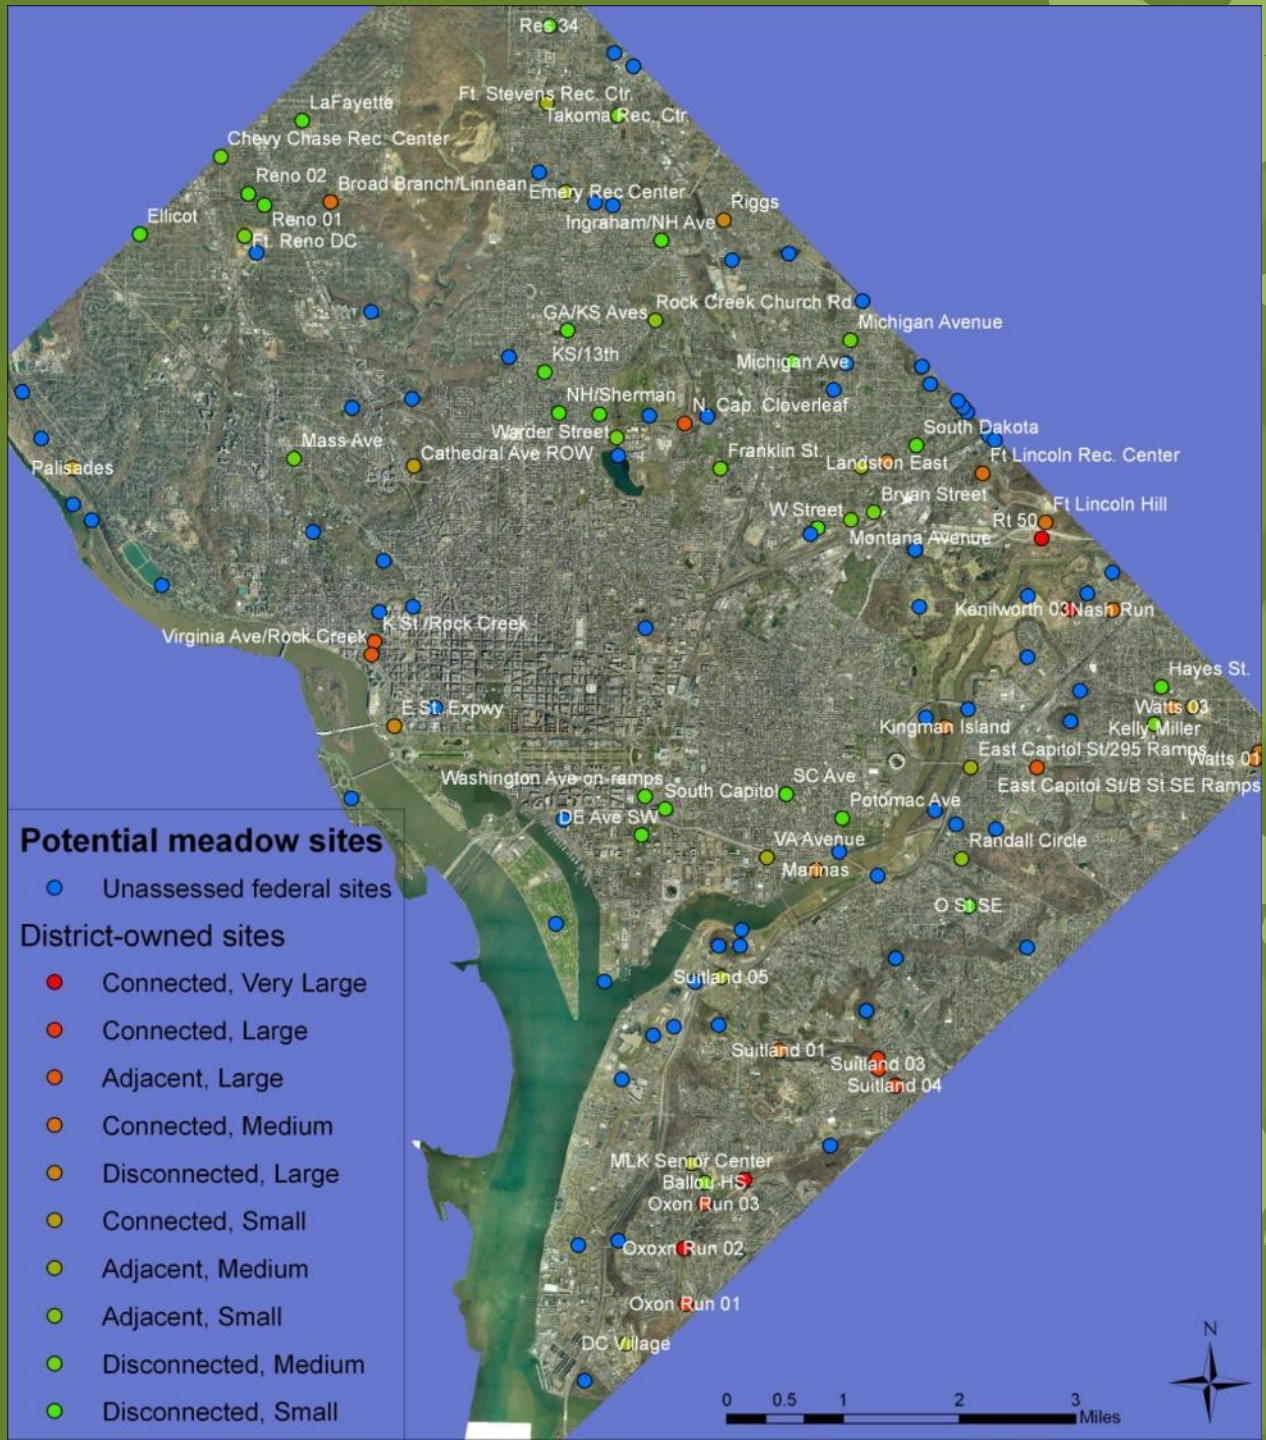 Res 34
Ft. Stevens Rec. Ctr.
LaFayette
Takoma Rec. Ctr
Chevy Chase Rec. Center
Reno 02
Broad Branch/Linnean
Emery Rec Center
Riggs
Ellicot
Reno 01
Ingraham/NH Ave
Ft. Reno DC
Rock Creek Church Rd.
GA/KS Aves
Michigan Avenue
KS/13th
Michigan Ave
NH/Sherman
N. Cap. Cloverleaf
Warder Street
South Dakota
Mass Ave
Cathedral Ave ROW
Franklin St.
Landston East
Ft Lincoln Rec. Center
Palisades
Bryan Street
W Street
Ft Lincoln Hill
Rt 50
Montana Avenue
Kenilworth 03
Nash Run
K St./Rock Creek
Virginia Ave/Rock Creek
Hayes St.
E St. Expwy
Watts 03
Kingman Island
Kelly Miller
East Capitol St/295 Ramps
Watts 01
Washington Ave on-ramps
SC Ave
East Capitol St/B St SE Ramps
South Capitol
Potomac Ave
DE Ave SW
VA Avenue
Randall Circle
Marinas
O St SE
Suitland 05
Suitland 01
Suitland 03
Suitland 04
MLK Senior Center
Ballou HS
Oxon Run 03
Oxoxn Run 02
Oxon Run 01
DC Village
Potential meadow sites
Unassessed federal sites
District-owned sites
Connected, Very Large
Connected, Large
Adjacent, Large
Connected, Medium
Disconnected, Large
Connected, Small
Adjacent, Medium
Adjacent, Small
Disconnected, Medium
Disconnected, Small
N
0 0.5 1 2 3
Miles